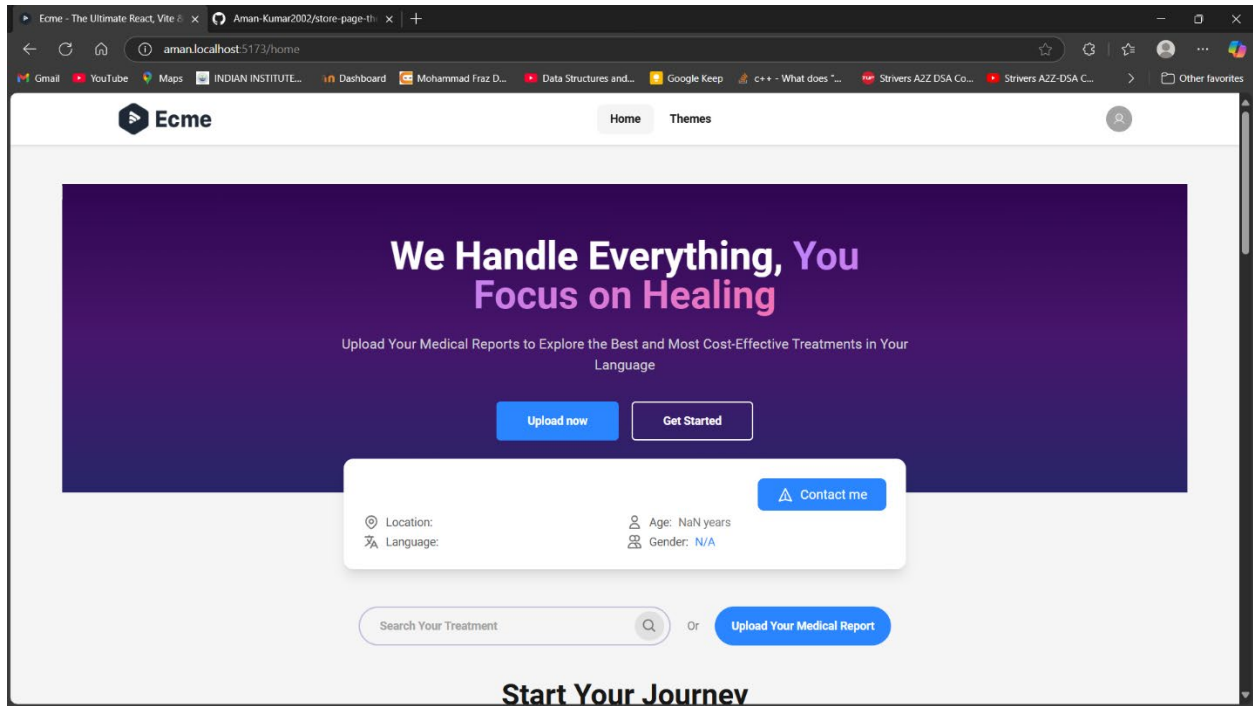 Ecme - The Ultimate React, Vite &
Aman-Kumar2002/store-page-th
aman.localhost:5173/home
Gmail YouTube Maps INDIAN INSTITUTE... Dashboard Mohammad Fraz D... Data Structures and... Google Keep c++ - What does "... Strivers A2Z DSA Co... Strivers A2Z-DSA C... Other favorites
Ecme Home Themes
We Handle Everything, You
Focus on Healing
Upload Your Medical Reports to Explore the Best and Most Cost-Effective Treatments in Your
Language
Upload now Get Started
Contact me
Location: Age: NaN years
Language: Gender: N/A
Search Your Treatment Or Upload Your Medical Report
Start Your Journey